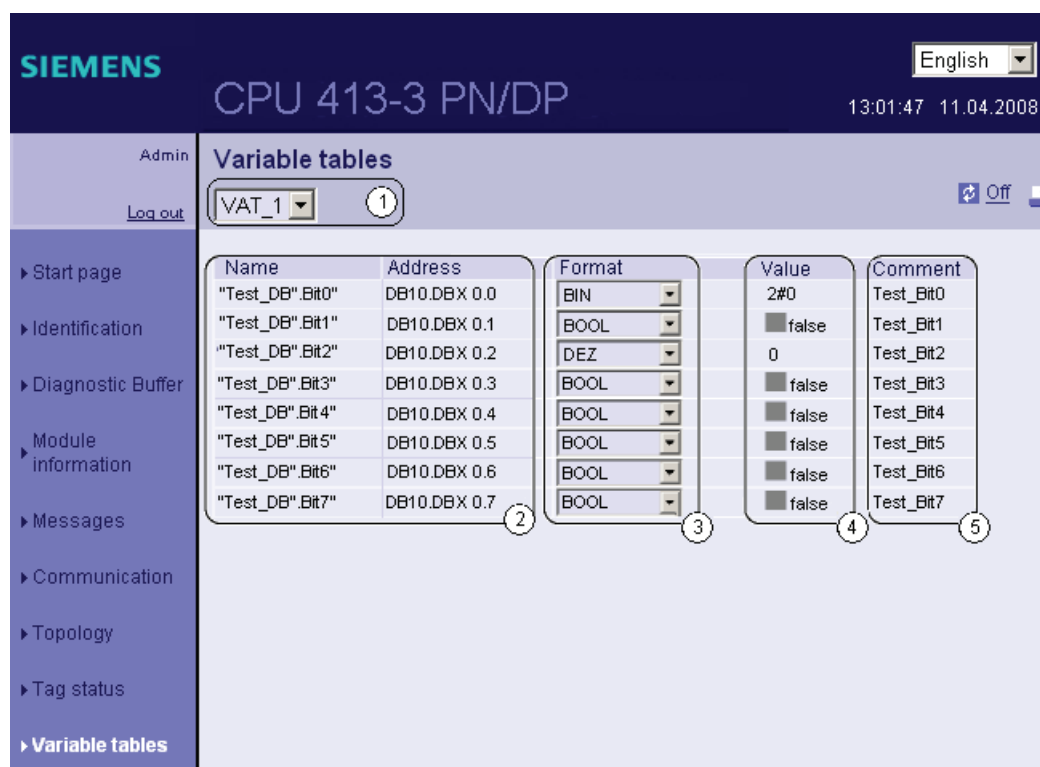 SIEMENS
English
CPU 413-3 PN/DP
13:01:47 11.04.2008
Admin
Log out
Variable tables
VAT_1
1
Off
Start page
Identification
Diagnostic Buffer
Module
information
Messages
Communication
Topology
Tag status
Variable tables
Name Address Format Value Comment
"Test_DB".Bit0" DB10.DBX 0.0 BIN 2#0 Test_Bit0
"Test_DB".Bit1" DB10.DBX 0.1 BOOL false Test_Bit1
"Test_DB".Bit2" DB10.DBX 0.2 DEZ 0 Test_Bit2
"Test_DB".Bit3" DB10.DBX 0.3 BOOL false Test_Bit3
"Test_DB".Bit4" DB10.DBX 0.4 BOOL false Test_Bit4
"Test_DB".Bit5" DB10.DBX 0.5 BOOL false Test_Bit5
"Test_DB".Bit6" DB10.DBX 0.6 BOOL false Test_Bit6
"Test_DB".Bit7" DB10.DBX 0.7 BOOL false Test_Bit7
2 3 4 5